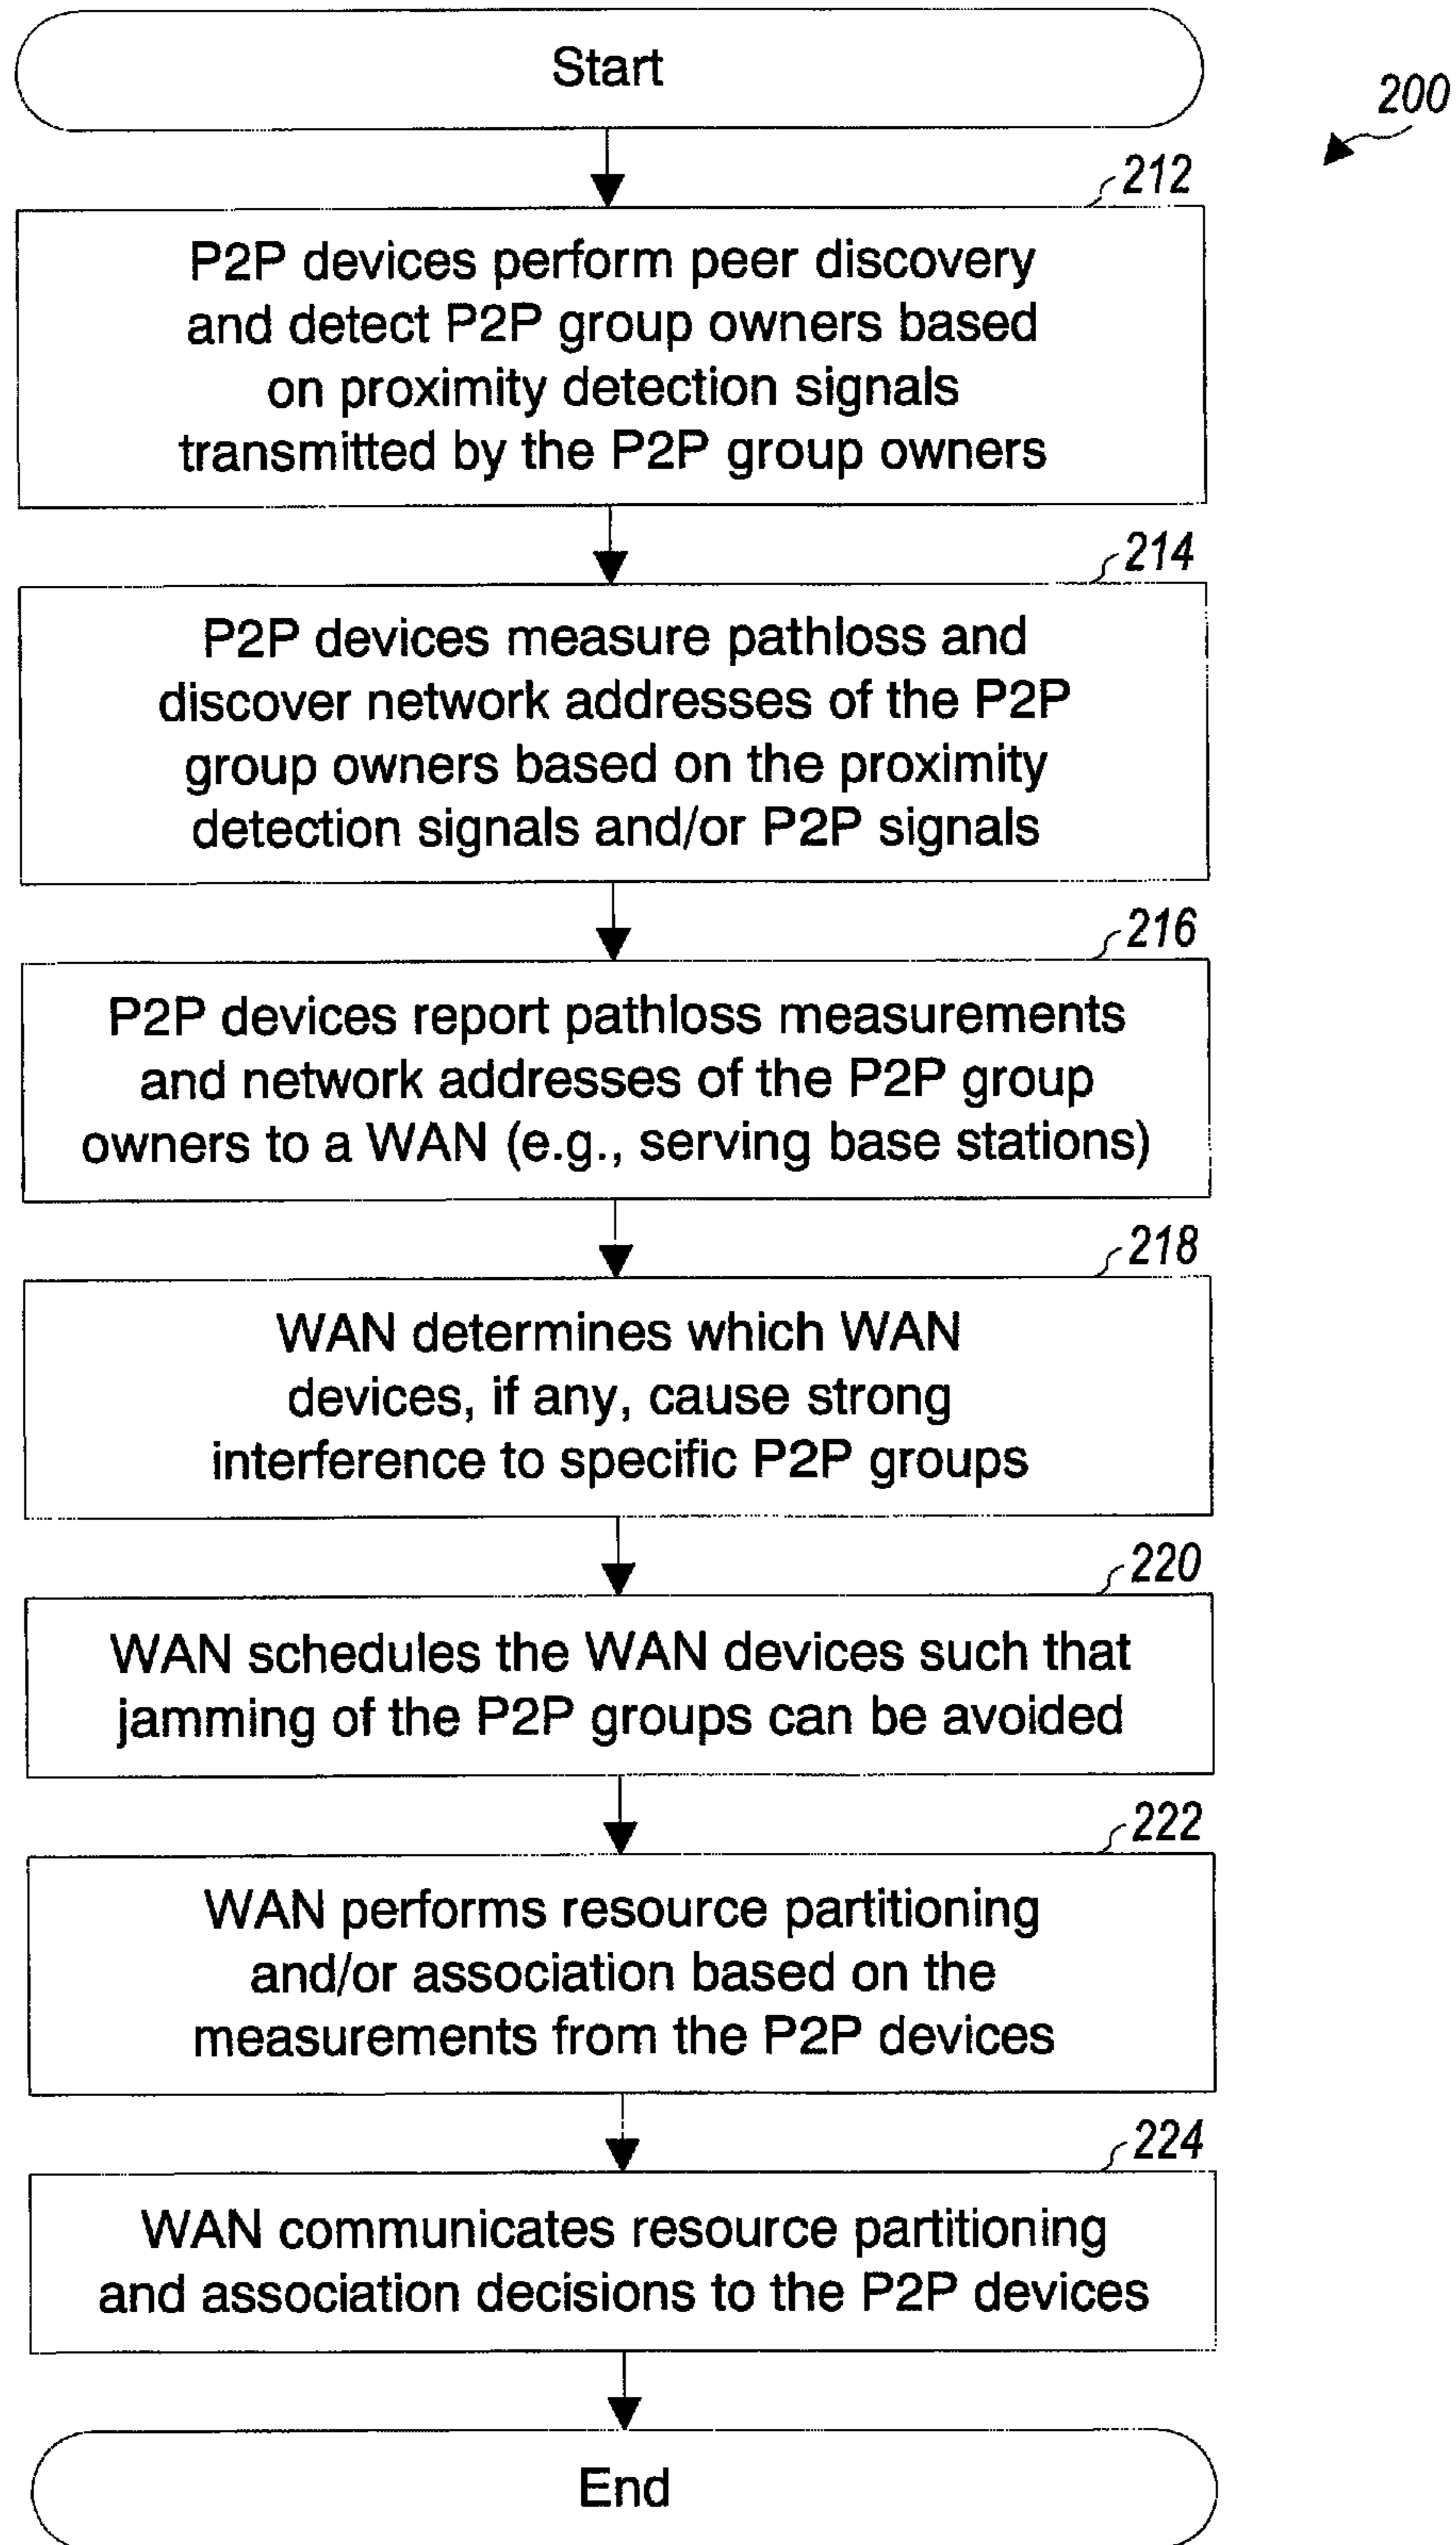 Start
200
212
P2P devices perform peer discovery
and detect P2P group owners based
on proximity detection signals
transmitted by the P2P group owners
214
P2P devices measure pathloss and
discover network addresses of the P2P
group owners based on the proximity
detection signals and/or P2P signals
216
P2P devices report pathloss measurements
and network addresses of the P2P group
owners to a WAN (e.g., serving base stations)
218
WAN determines which WAN
devices, if any, cause strong
interference to specific P2P groups
220
WAN schedules the WAN devices such that
jamming of the P2P groups can be avoided
222
WAN performs resource partitioning
and/or association based on the
measurements from the P2P devices
224
WAN communicates resource partitioning
and association decisions to the P2P devices
End